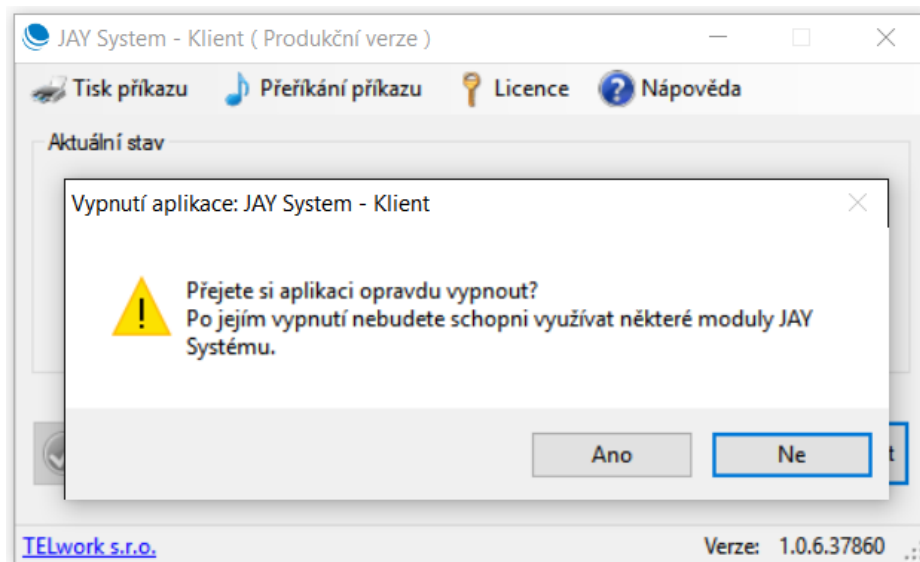 JAY System - Klient ( Produkční verze )
Tisk příkazu Přeříkání příkazu Licence Nápověda
Aktuální stav
Vypnutí aplikace: JAY System - Klient
Přejete si aplikaci opravdu vypnout?
Po jejím vypnutí nebudete schopni využívat některé moduly JAY
Systému.
Ano Ne
t
TELwork s.r.o. Verze: 1.0.6.37860